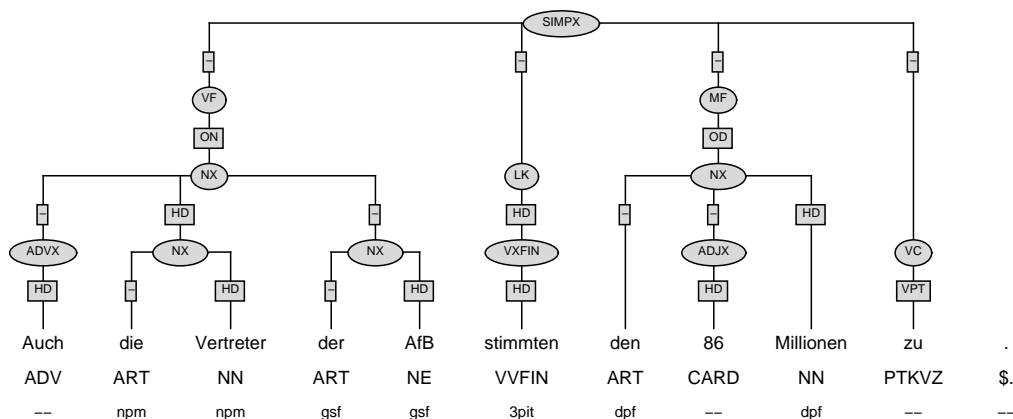 SIMPX
– – – –
VF MF
ON OD
NX LK NX
– HD – HD – – HD
ADVX NX NX VXFIN ADJX VC
HD – HD – HD HD HD VPT
Auch die Vertreter der AfB stimmten den 86 Millionen zu .
ADV ART NN ART NE VVFIN ART CARD NN PTKVZ $.
–– npm npm gsf gsf 3pit dpf –– dpf –– ––